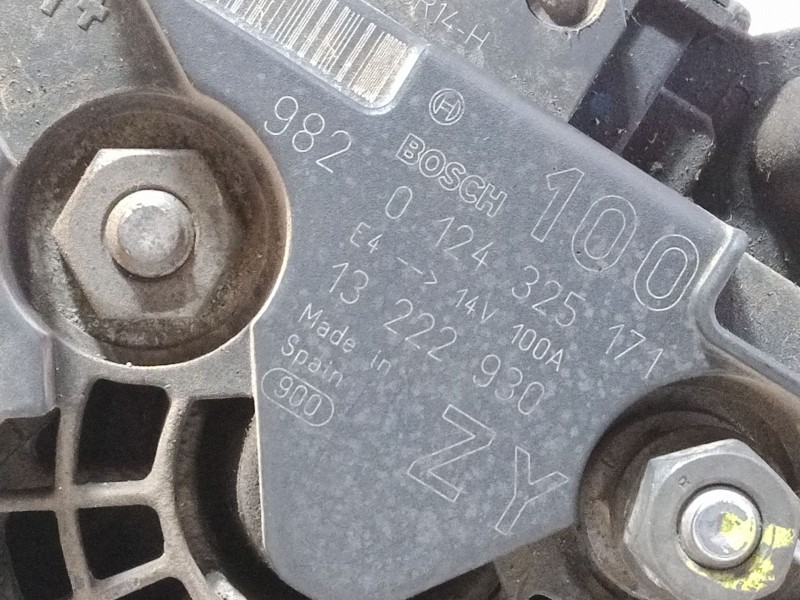 R14-H
982
BOSCH
100
0 124 325 171
E4 --> 14V 100A
13 222 930
Made in
Spain
900
ZY